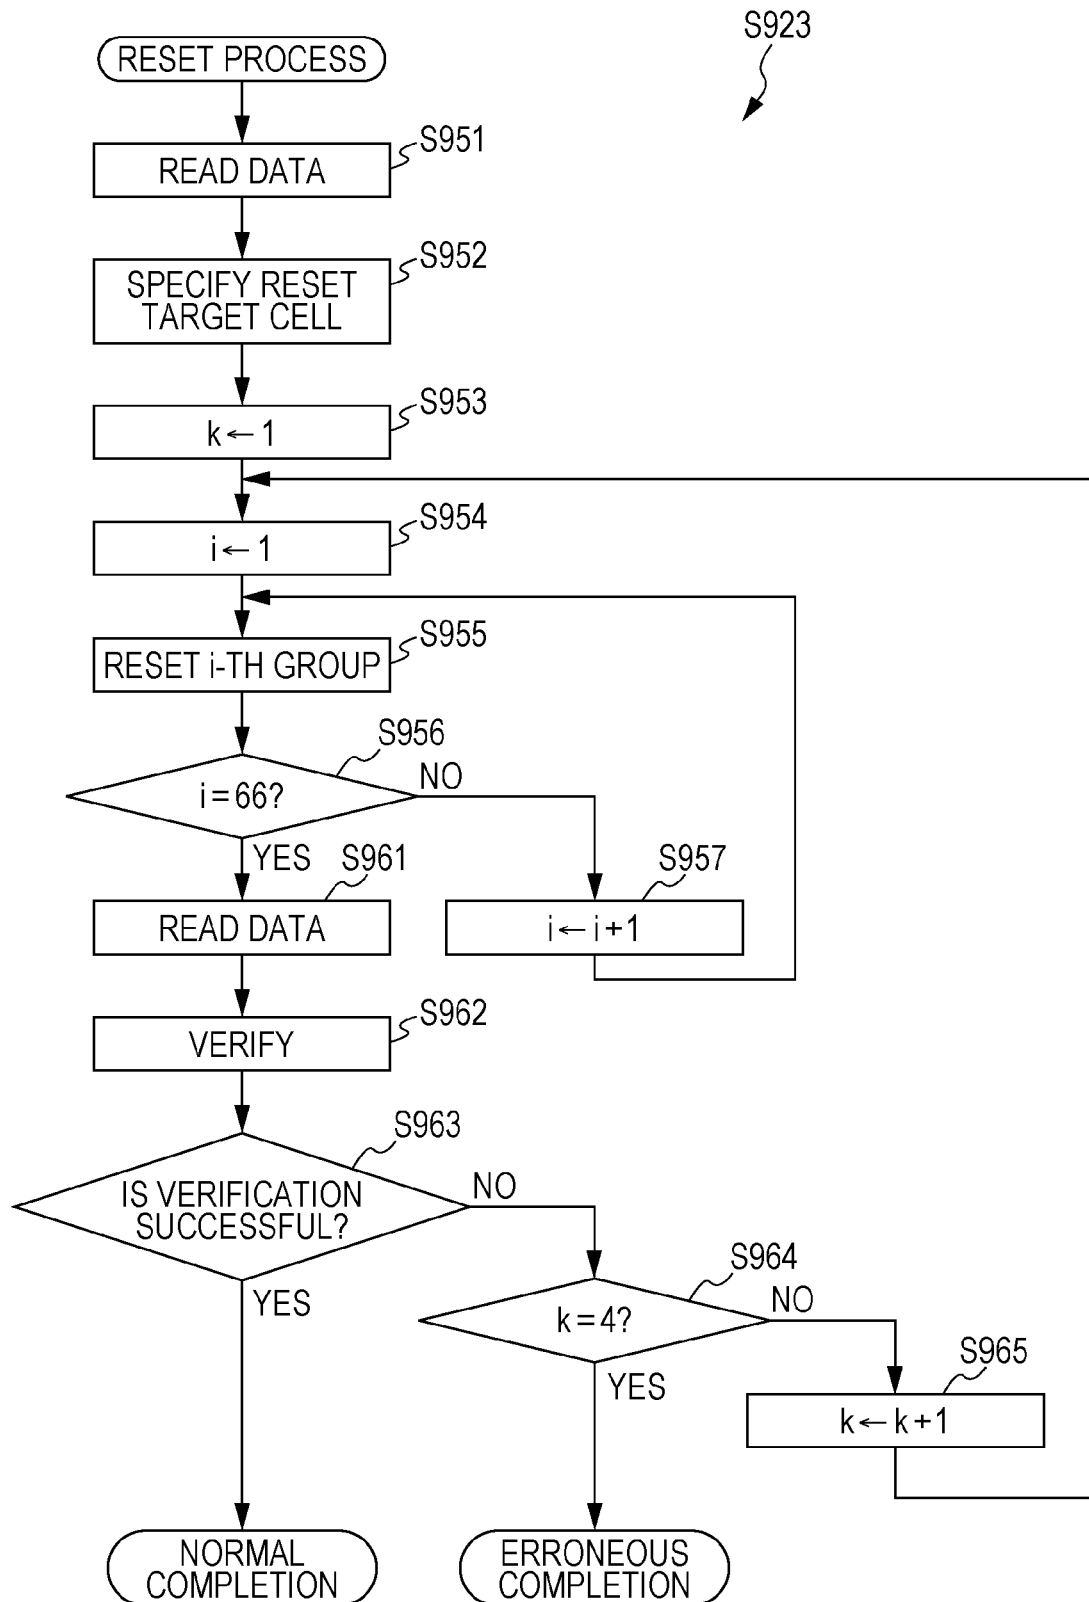 S923
RESET PROCESS
S951
READ DATA
S952
SPECIFY RESET
TARGET CELL
S953
k ← 1
S954
i ← 1
S955
RESET i-TH GROUP
S956
i = 66?
NO
YES
S961
READ DATA
S957
i ← i + 1
S962
VERIFY
S963
IS VERIFICATION
SUCCESSFUL?
NO
YES
S964
k = 4?
NO
YES
S965
k ← k + 1
NORMAL
COMPLETION
ERRONEOUS
COMPLETION